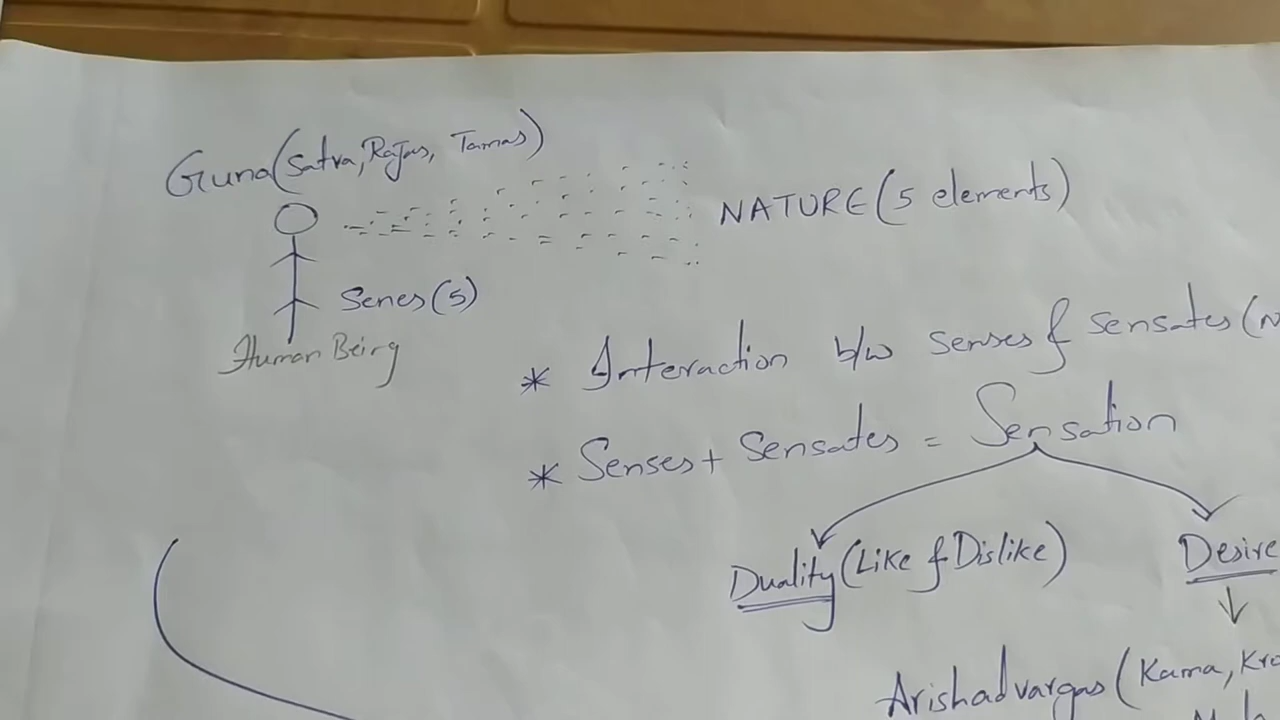 Guna (Satva, Rajas, Tamas)
NATURE (5 elements)
Senes (5)
Human Being
* Interaction b/w senses & sensates (N
* Senses + Sensates = Sensation
Duality (Like & Dislike)
Desire
Arishadvargas (Kama, Kro